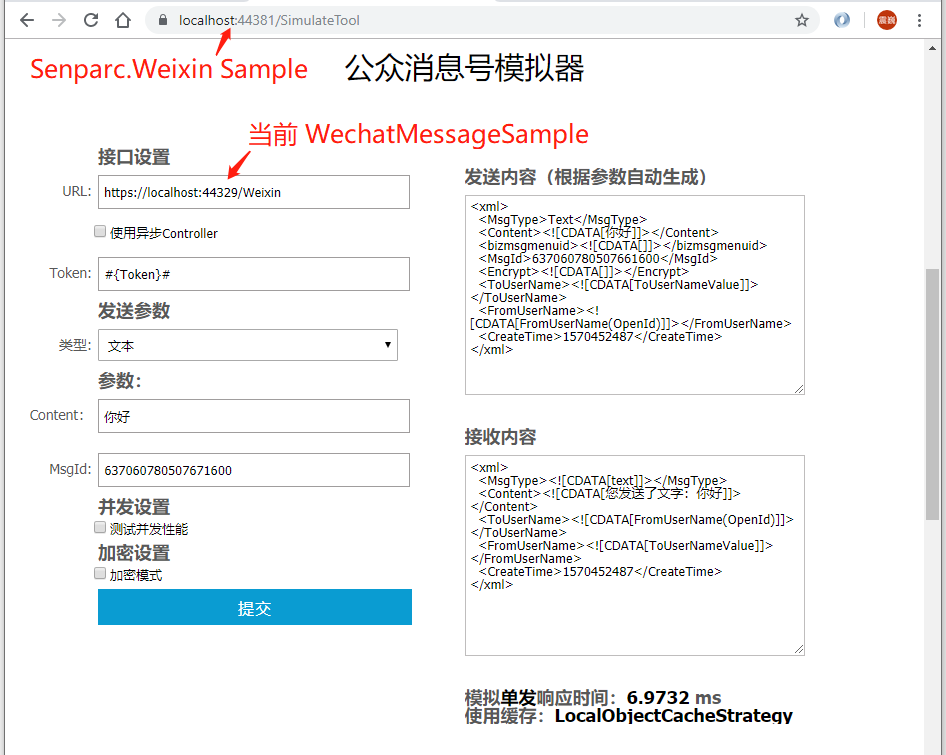 localhost:44381/SimulateTool
震巍
Senparc.Weixin Sample
公众消息号模拟器
当前 WechatMessageSample
接口设置
URL:
https://localhost:44329/Weixin
使用异步Controller
Token:
#{Token}#
发送参数
类型:
文本
参数:
Content:
你好
MsgId:
637060780507671600
并发设置
测试并发性能
加密设置
加密模式
提交
发送内容（根据参数自动生成）
<xml>
<MsgType>Text</MsgType>
<Content><![CDATA[你好]]></Content>
<bizmsgmenuid><![CDATA[]]></bizmsgmenuid>
<MsgId>637060780507661600</MsgId>
<Encrypt><![CDATA[]]></Encrypt>
<ToUserName><![CDATA[ToUserNameValue]]>
</ToUserName>
<FromUserName><!
[CDATA[FromUserName(OpenId)]]></FromUserName>
<CreateTime>1570452487</CreateTime>
</xml>
接收内容
<xml>
<MsgType><![CDATA[text]]></MsgType>
<Content><![CDATA[您发送了文字：你好]]>
</Content>
<ToUserName><![CDATA[FromUserName(OpenId)]]>
</ToUserName>
<FromUserName><![CDATA[ToUserNameValue]]>
</FromUserName>
<CreateTime>1570452487</CreateTime>
</xml>
模拟单发响应时间：6.9732 ms
使用缓存：LocalObjectCacheStrategy